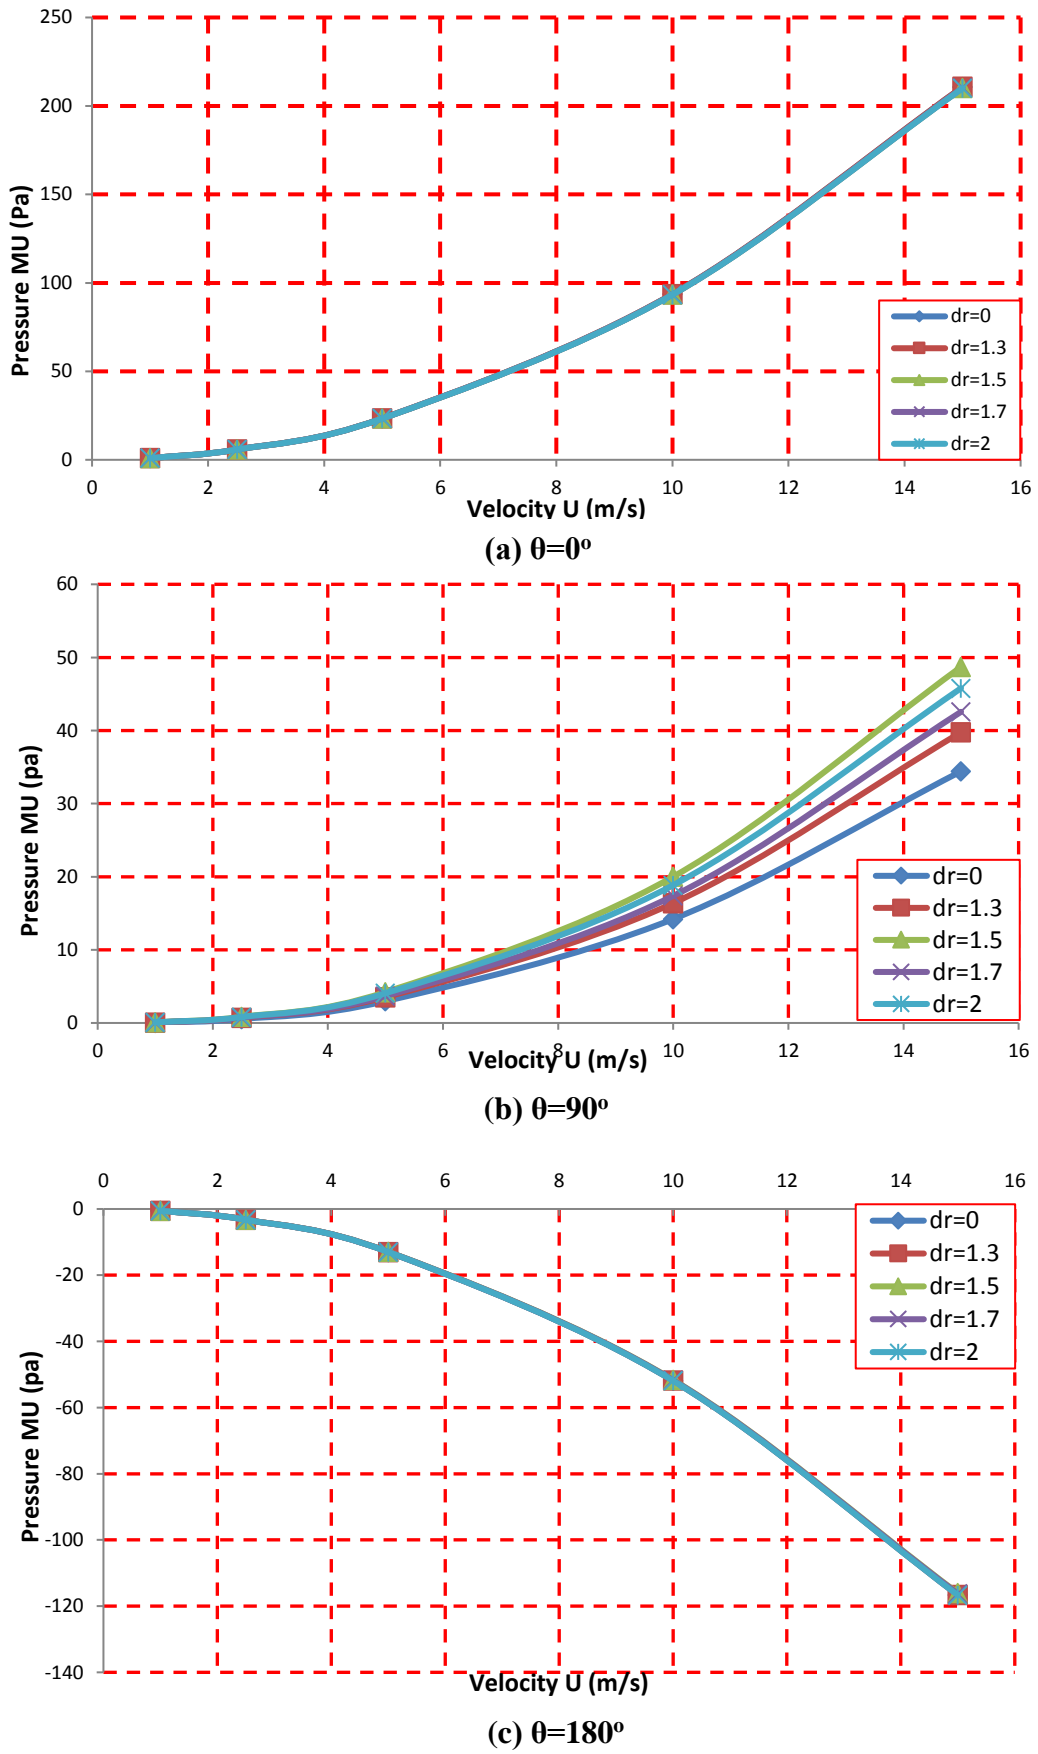 250
200
150
100
50
0
Pressure MU (Pa)
0 2 4 6 8 10 12 14 16
Velocity U (m/s)
dr=0
dr=1.3
dr=1.5
dr=1.7
dr=2
(a) θ=0º
60
50
40
30
20
10
0
Pressure MU (pa)
0 2 4 6 8 10 12 14 16
Velocity U (m/s)
dr=0
dr=1.3
dr=1.5
dr=1.7
dr=2
(b) θ=90º
0 2 4 6 8 10 12 14 16
0
-20
-40
-60
-80
-100
-120
-140
Pressure MU (pa)
dr=0
dr=1.3
dr=1.5
dr=1.7
dr=2
Velocity U (m/s)
(c) θ=180º